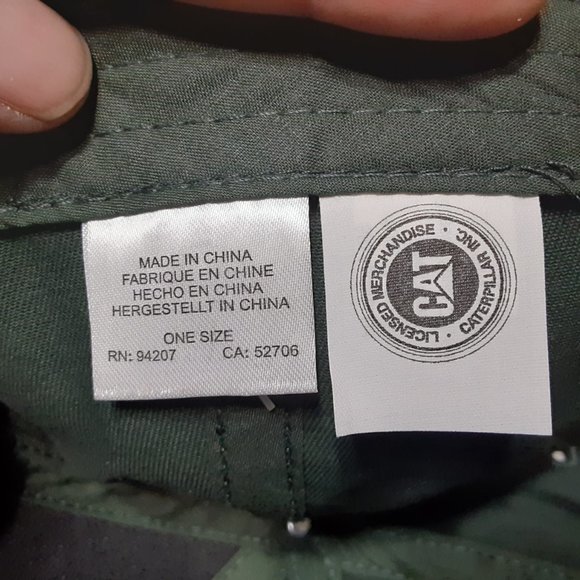 MADE IN CHINA
FABRIQUE EN CHINE
HECHO EN CHINA
HERGESTELLT IN CHINA
ONE SIZE
RN: 94207 CA: 52706
LICENSED MERCHANDISE · CATERPILLAR INC. ·
CAT